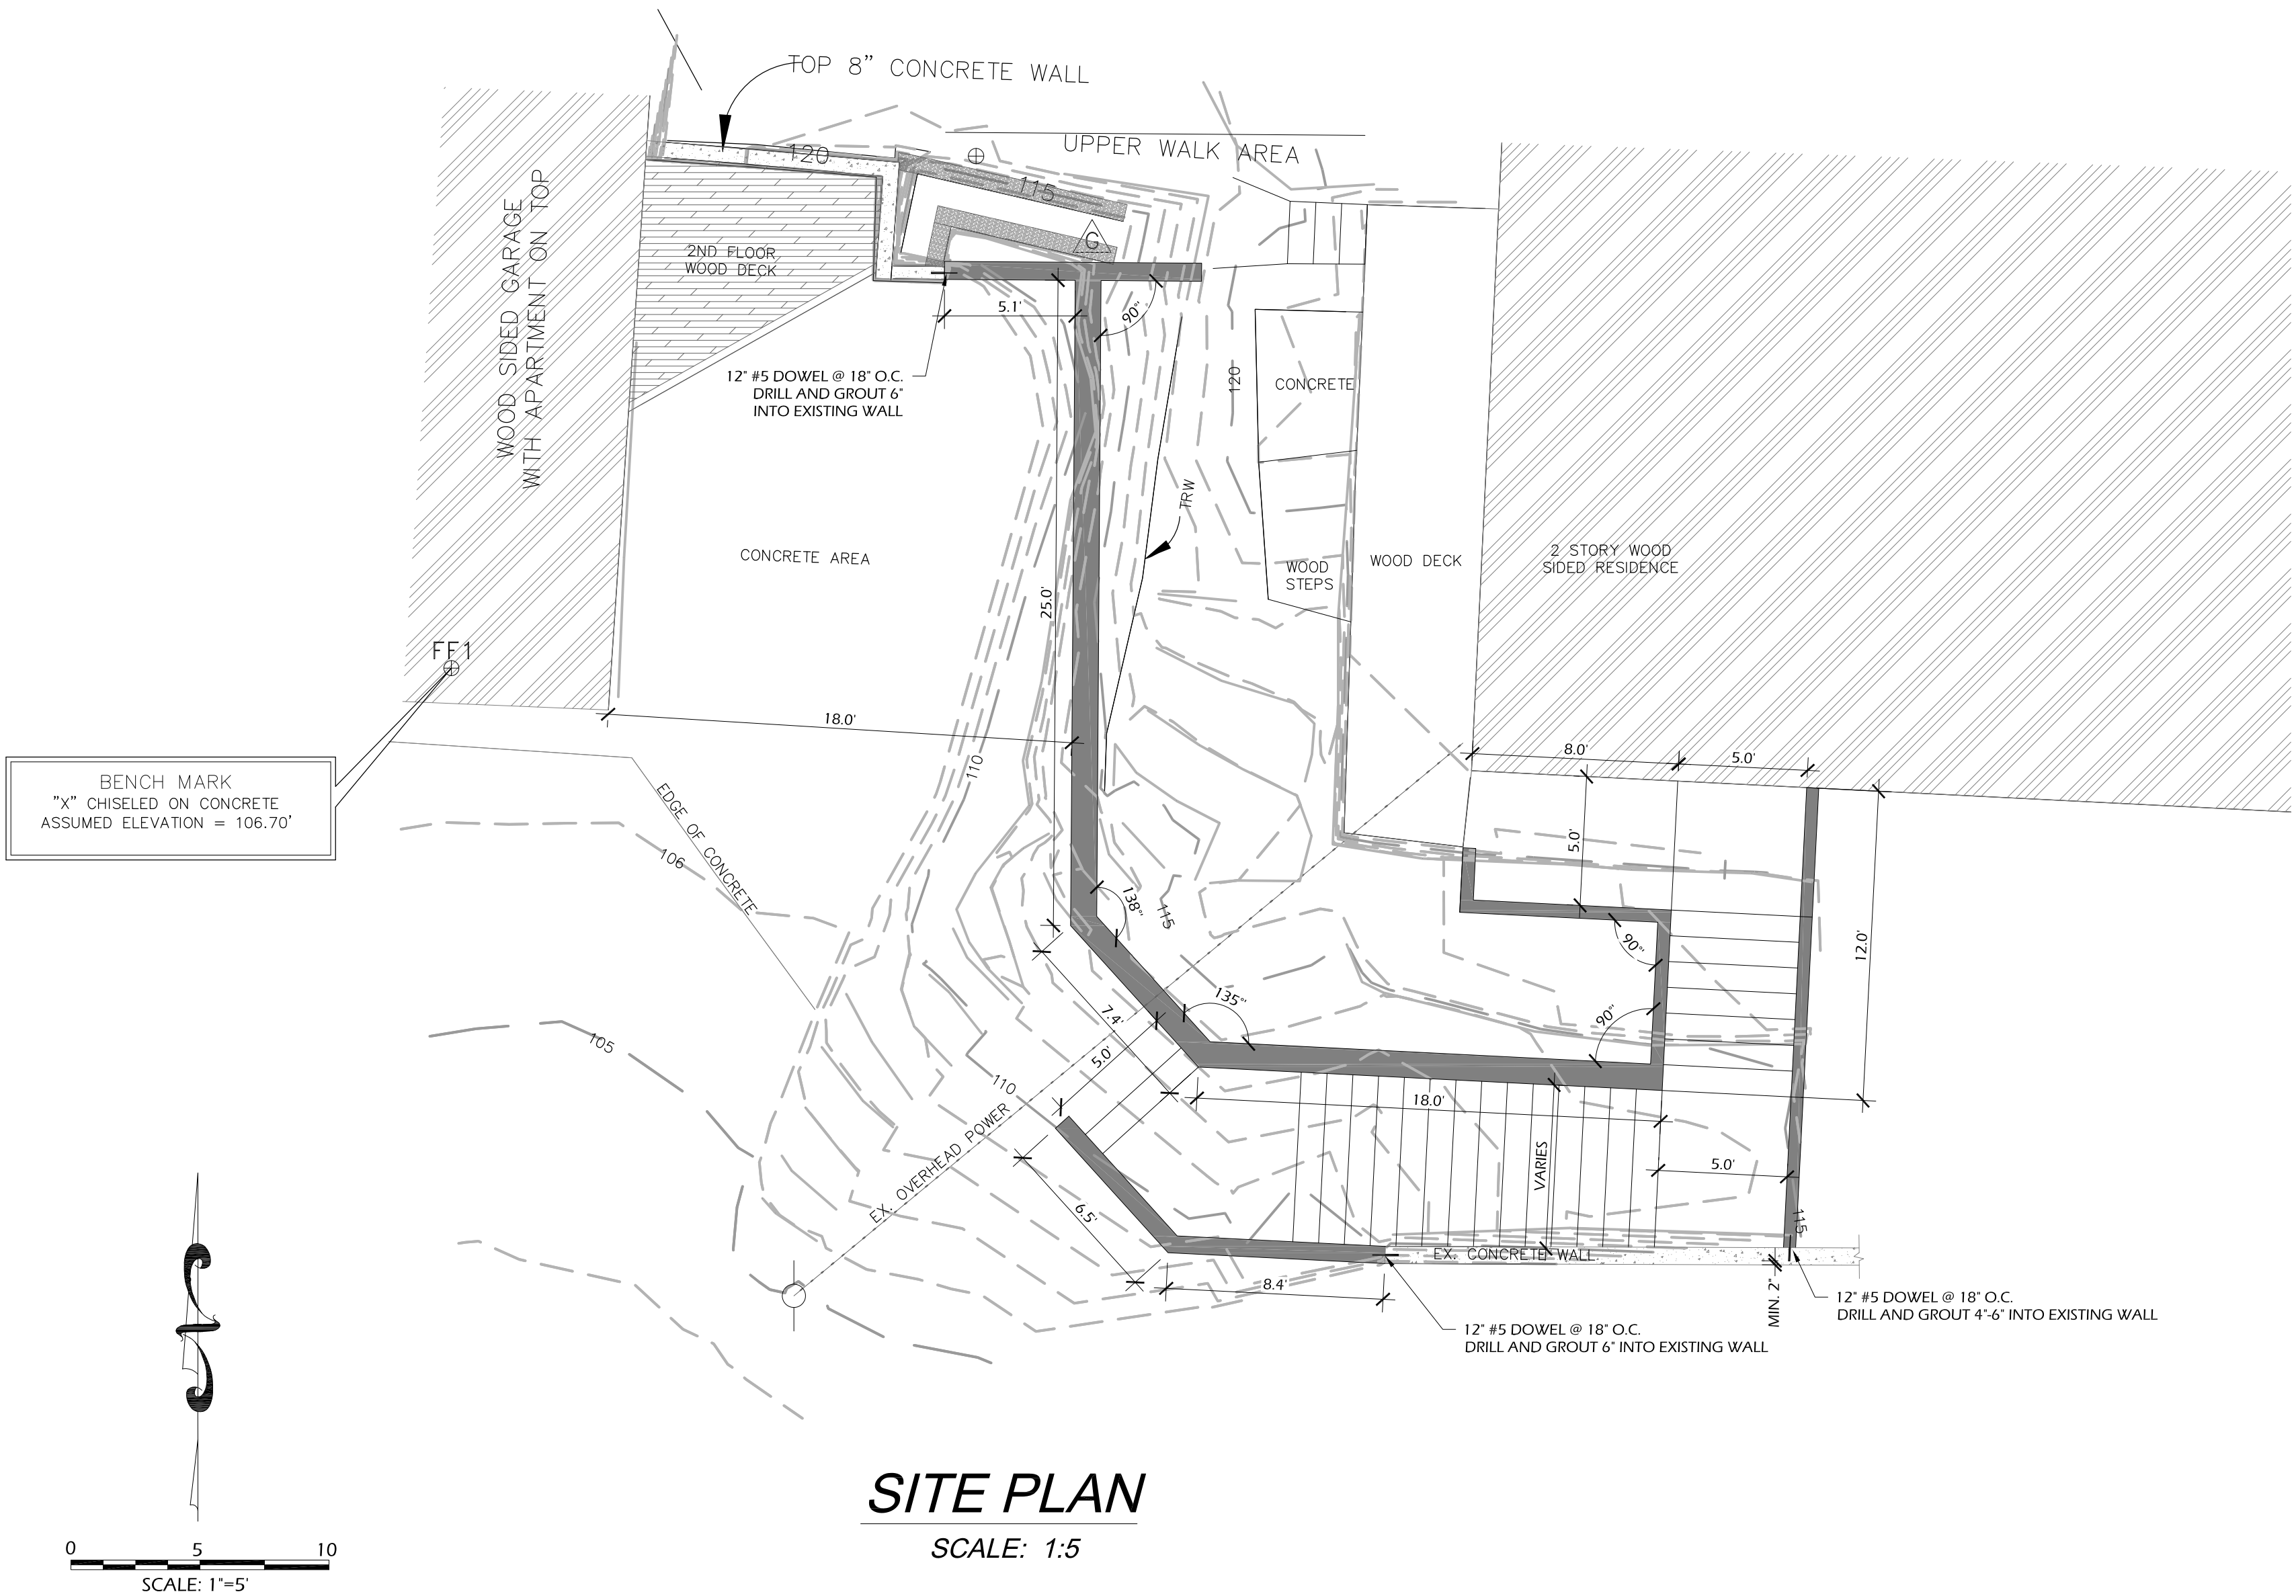 TOP 8" CONCRETE WALL
UPPER WALK AREA
120
115
G
WOOD SIDED GARAGE
WITH APARTMENT ON TOP
2ND FLOOR
WOOD DECK
5.1'
90°'
12" #5 DOWEL @ 18" O.C.
DRILL AND GROUT 6"
INTO EXISTING WALL
120
CONCRETE
TRW
CONCRETE AREA
WOOD
STEPS
WOOD DECK
2 STORY WOOD
SIDED RESIDENCE
25.0'
FF1
18.0'
BENCH MARK
"X" CHISELED ON CONCRETE
ASSUMED ELEVATION = 106.70'
EDGE OF CONCRETE
110
106
105
8.0'
5.0'
5.0'
12.0'
138°'
115
135°'
90°'
90°'
7.4'
5.0'
110
EX. OVERHEAD POWER
18.0'
VARIES
5.0'
6.5'
115
EX. CONCRETE WALL
8.4'
MIN. 2"
12" #5 DOWEL @ 18" O.C.
DRILL AND GROUT 4"-6" INTO EXISTING WALL
12" #5 DOWEL @ 18" O.C.
DRILL AND GROUT 6" INTO EXISTING WALL
SITE PLAN
SCALE: 1:5
0 5 10
SCALE: 1"=5'